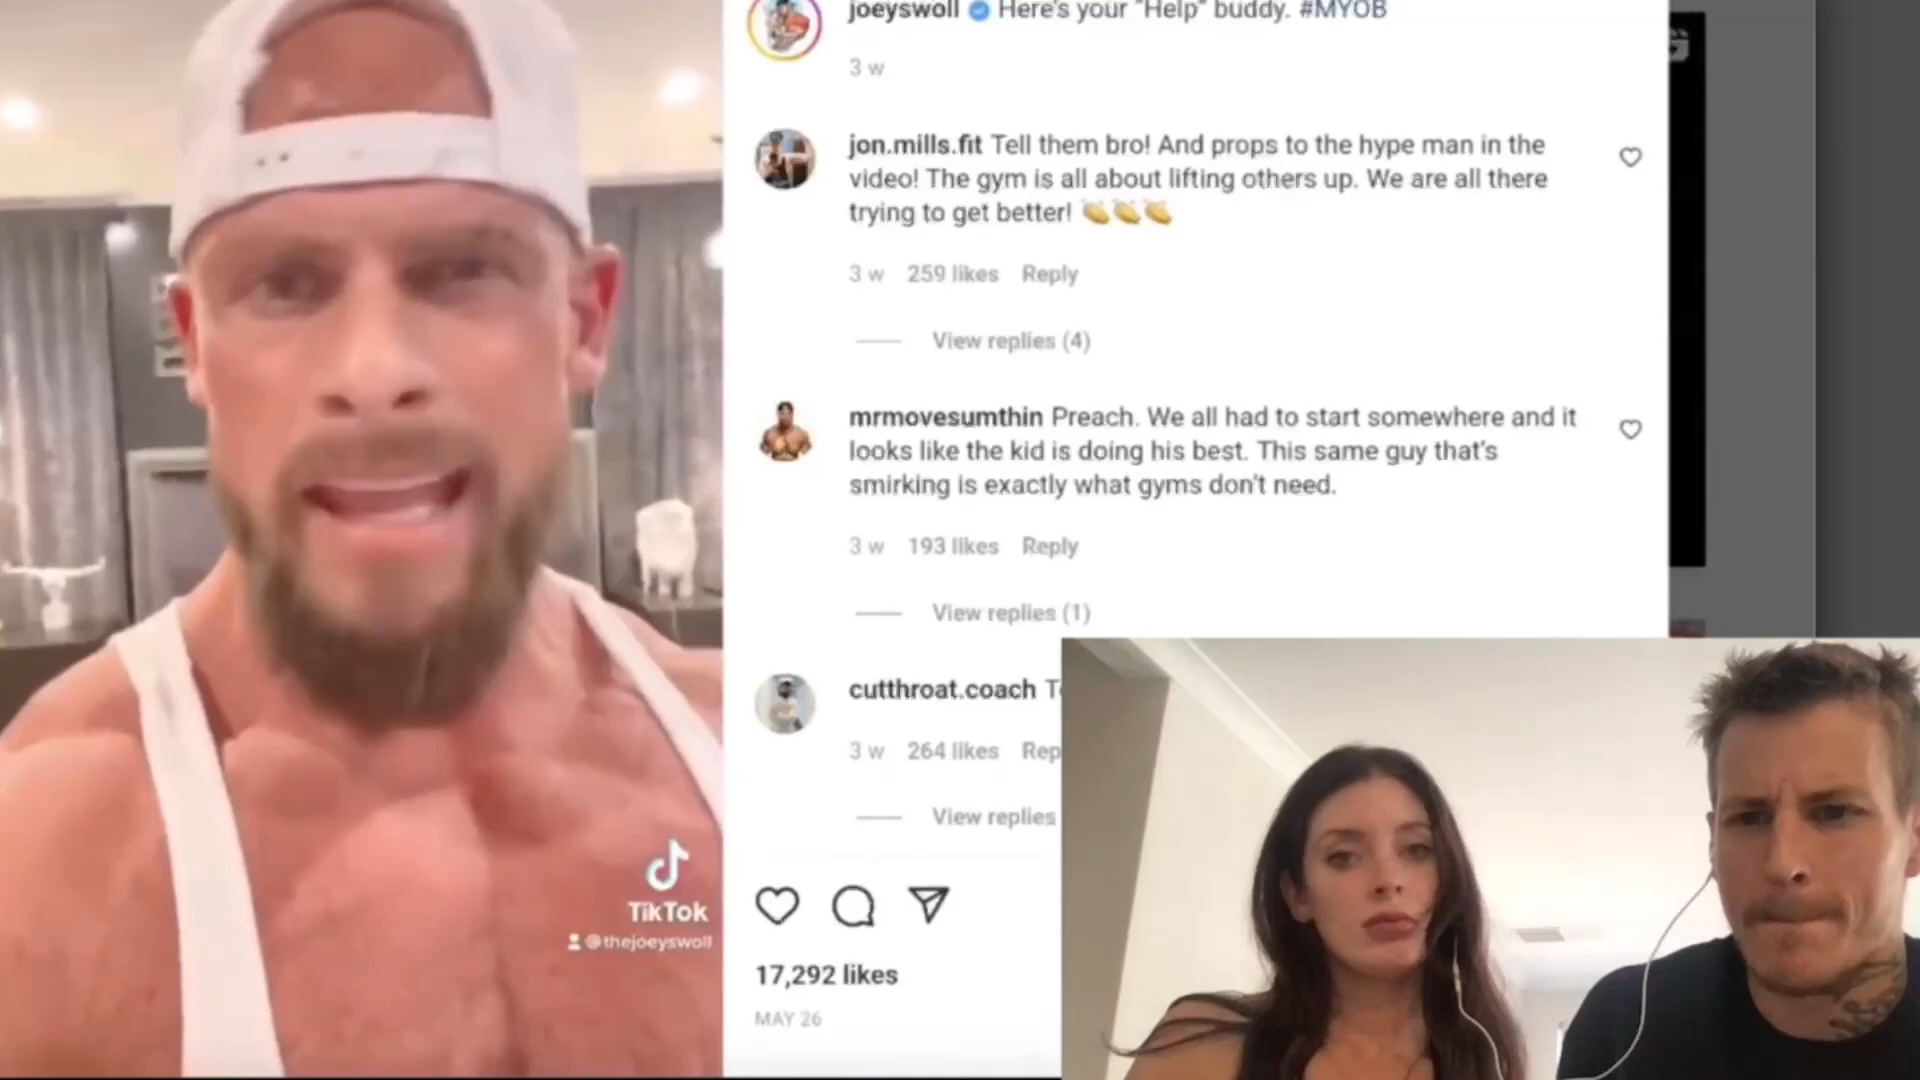 joeyswoll Here's your "Help" buddy. #MYOB
3 w
jon.mills.fit Tell them bro! And props to the hype man in the
video! The gym is all about lifting others up. We are all there
trying to get better! 👏👏👏
3 w 259 likes Reply
View replies (4)
mrmovesumthin Preach. We all had to start somewhere and it
looks like the kid is doing his best. This same guy that's
smirking is exactly what gyms don't need.
3 w 193 likes Reply
View replies (1)
cutthroat.coach T
3 w 264 likes Rep
View replies
17,292 likes
MAY 26
TikTok
@thejoeyswoll